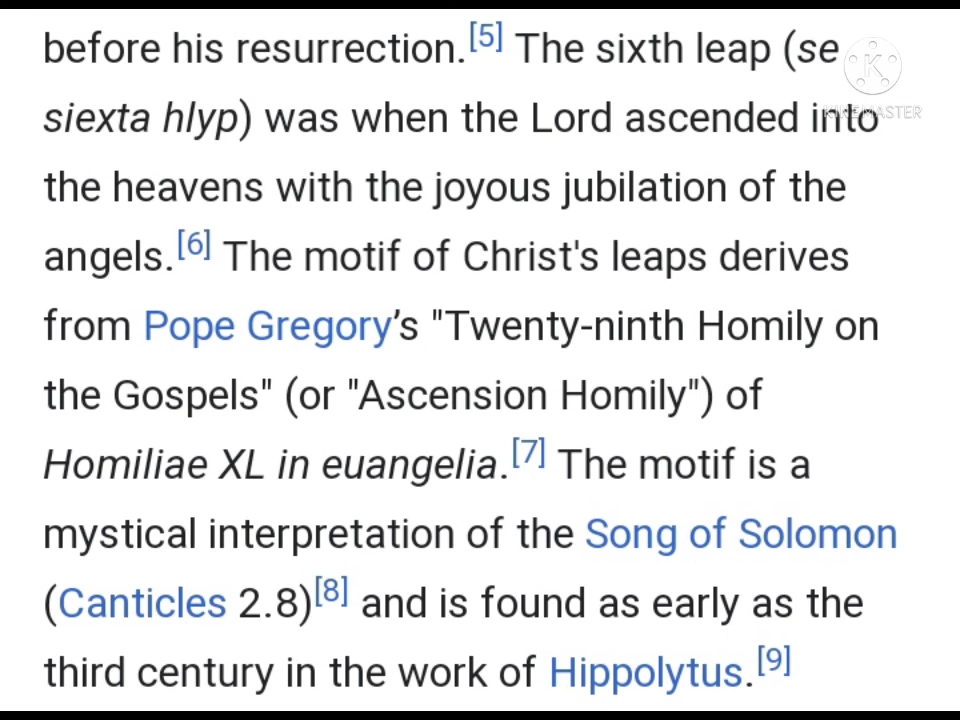 before his resurrection.[5] The sixth leap (se
siexta hlyp) was when the Lord ascended into
the heavens with the joyous jubilation of the
angels.[6] The motif of Christ's leaps derives
from Pope Gregory’s "Twenty-ninth Homily on
the Gospels" (or "Ascension Homily") of
Homiliae XL in euangelia.[7] The motif is a
mystical interpretation of the Song of Solomon
(Canticles 2.8)[8] and is found as early as the
third century in the work of Hippolytus.[9]
K
KINEMASTER